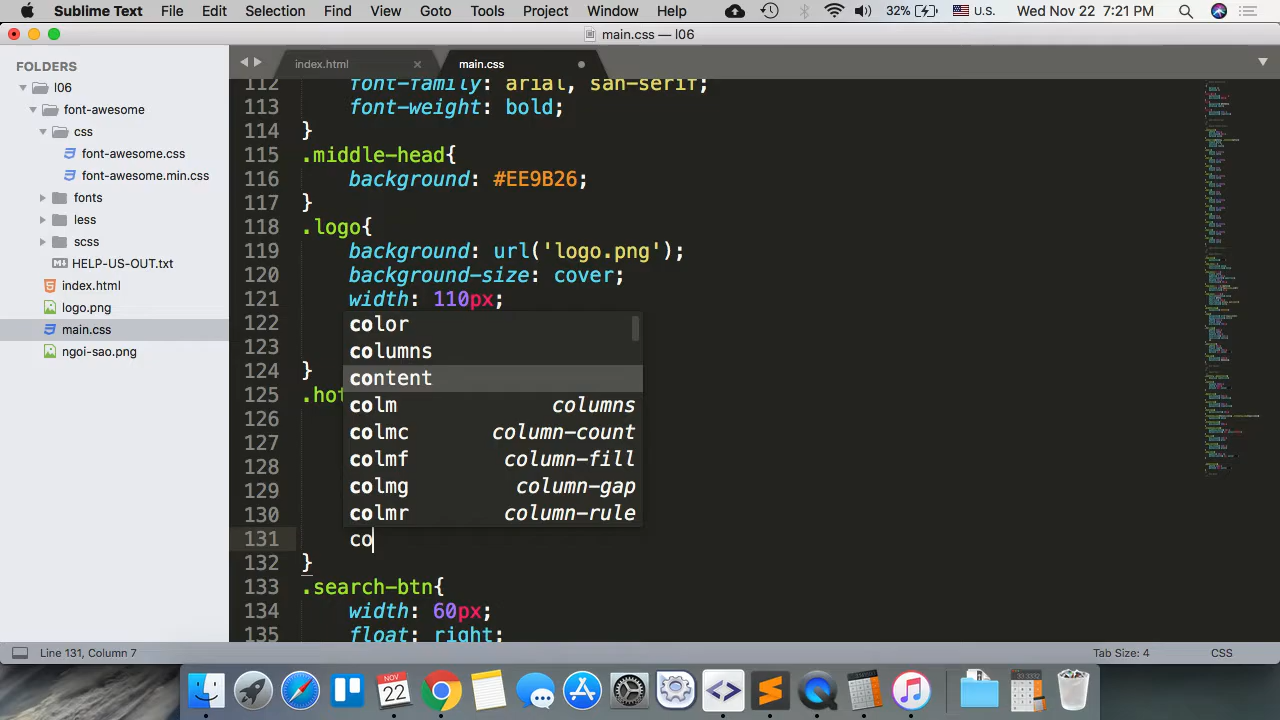 Sublime Text File Edit Selection Find View Goto Tools Project Window Help 32% U.S. Wed Nov 22 7:21 PM
main.css — l06
FOLDERS
l06
font-awesome
css
font-awesome.css
font-awesome.min.css
fonts
less
scss
HELP-US-OUT.txt
index.html
logo.png
main.css
ngoi-sao.png
index.html main.css
112 font-family: arial, san-serif;
113 font-weight: bold;
114 }
115 .middle-head{
116 background: #EE9B26;
117 }
118 .logo{
119 background: url('logo.png');
120 background-size: cover;
121 width: 110px;
122
123
124 }
125 .hot
126
127
128
129
130
131 co
132 }
133 .search-btn{
134 width: 60px;
135 float: right;
color
columns
content
colm columns
colmc column-count
colmf column-fill
colmg column-gap
colmr column-rule
Line 131, Column 7 Tab Size: 4 CSS
NOV
22